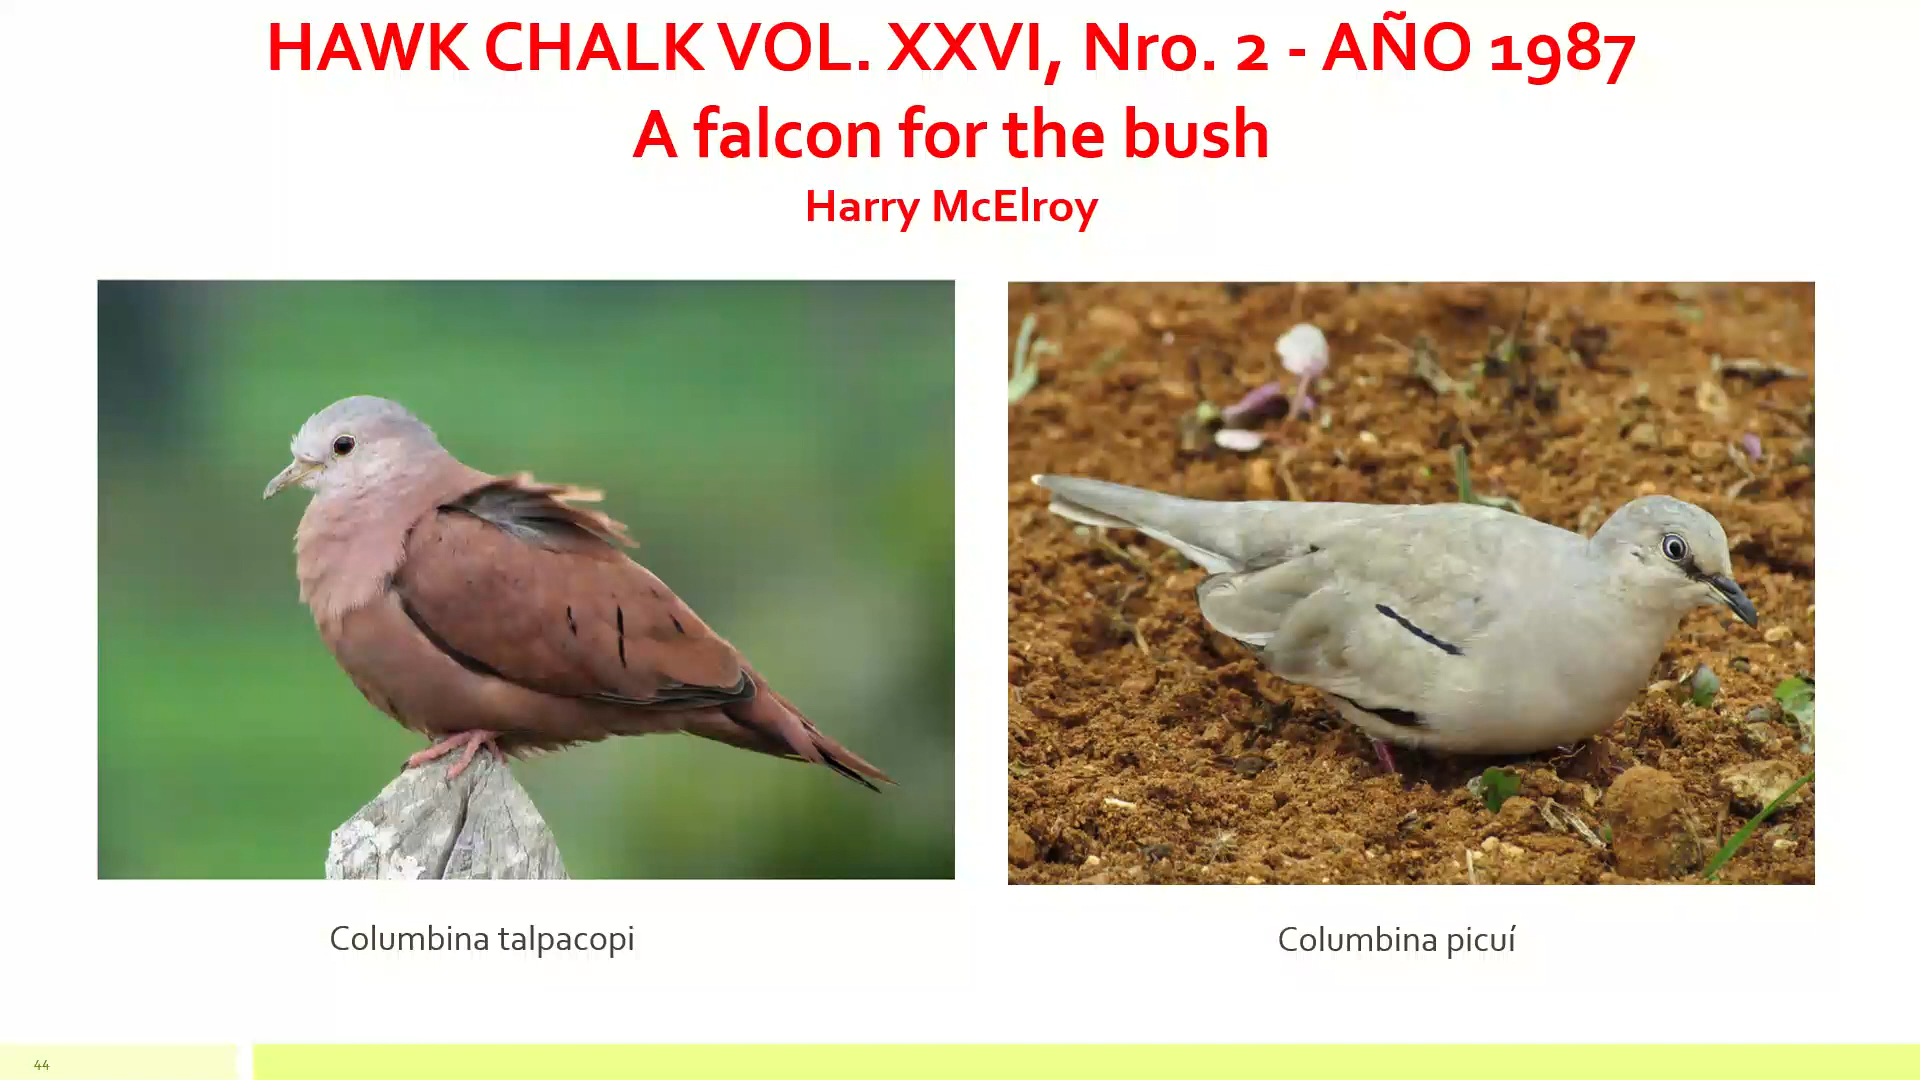 HAWK CHALK VOL. XXVI, Nro. 2 - AÑO 1987
A falcon for the bush
Harry McElroy
Columbina talpacopi
Columbina picuí
44